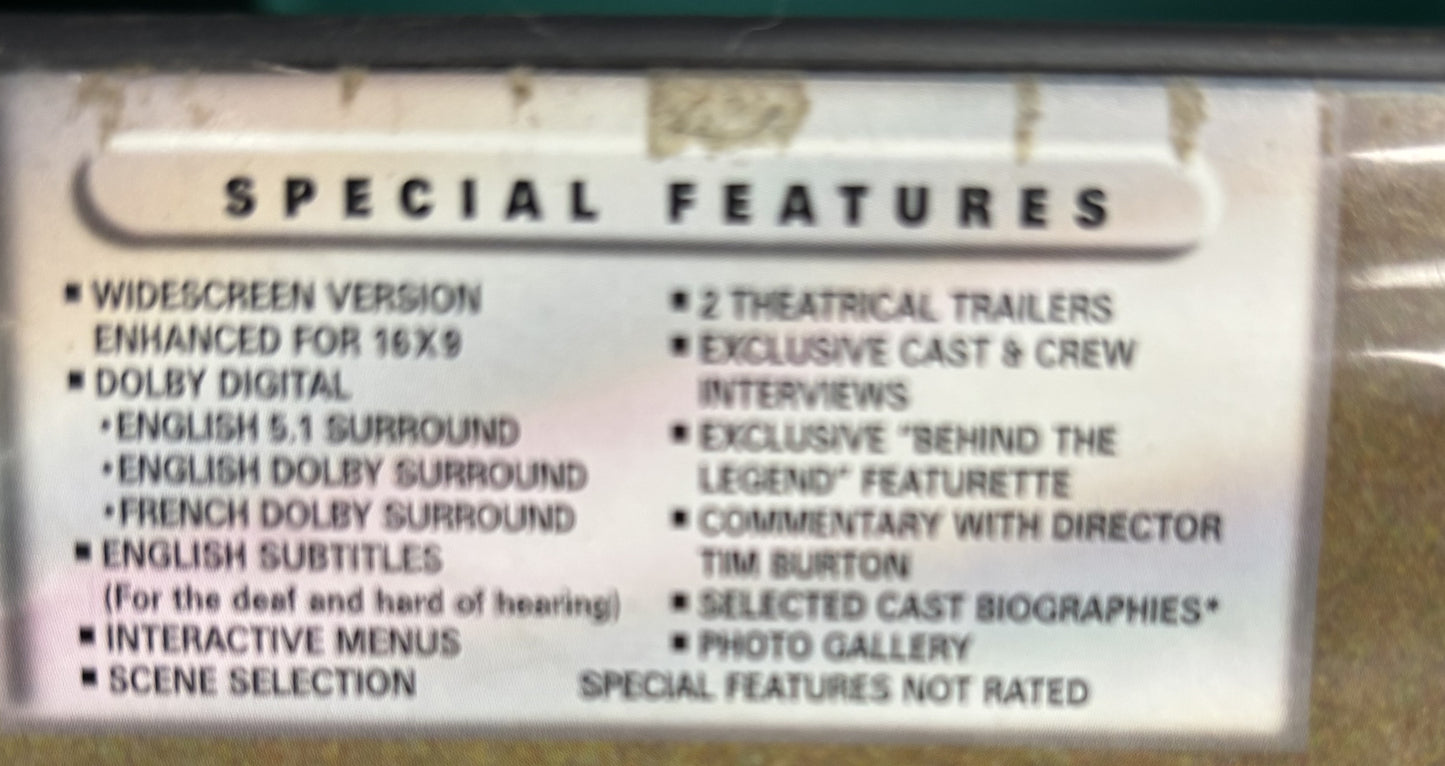 SPECIAL FEATURES
▪ WIDESCREEN VERSION
ENHANCED FOR 16X9
▪ DOLBY DIGITAL
•ENGLISH 5.1 SURROUND
•ENGLISH DOLBY SURROUND
•FRENCH DOLBY SURROUND
▪ ENGLISH SUBTITLES
(For the deaf and hard of hearing)
▪ INTERACTIVE MENUS
▪ SCENE SELECTION
▪ 2 THEATRICAL TRAILERS
▪ EXCLUSIVE CAST & CREW
INTERVIEWS
▪ EXCLUSIVE "BEHIND THE
LEGEND" FEATURETTE
▪ COMMENTARY WITH DIRECTOR
TIM BURTON
▪ SELECTED CAST BIOGRAPHIES*
▪ PHOTO GALLERY
SPECIAL FEATURES NOT RATED